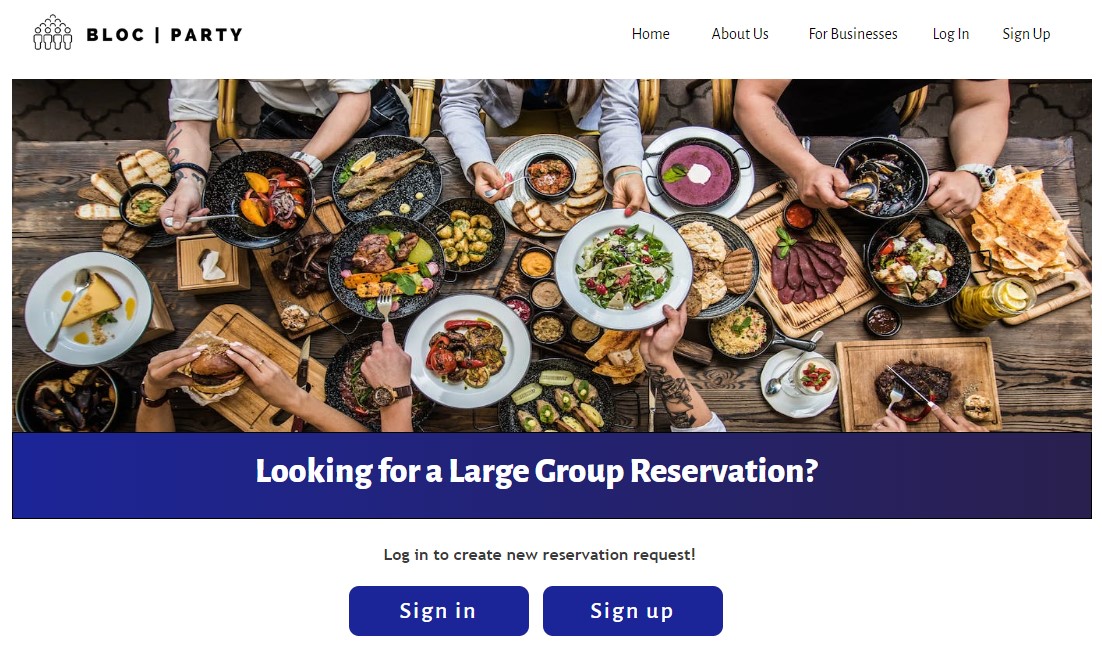 BLOC | PARTY
Home About Us For Businesses Log In Sign Up
Looking for a Large Group Reservation?
Log in to create new reservation request!
Sign in Sign up